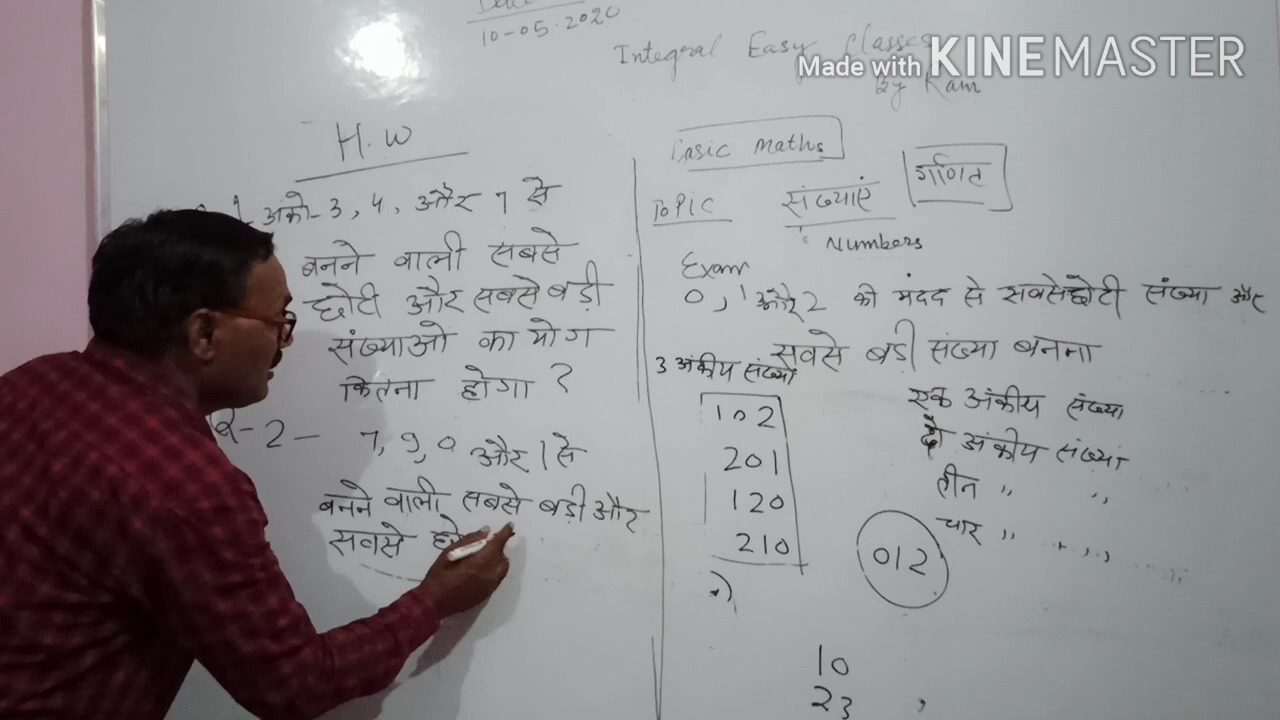 Date
10-05-2020
Integral Easy Classes
By Ram
Made with KINEMASTER
H.W
1- अंको- 3, 4, और 7 से
बनने वाली सबसे
छोटी और सबसे बड़ी
संख्याओ का योग
कितना होगा ?
Q-2- 7, 9, 0 और 1 से
बनने वाली सबसे बड़ी और
सबसे छो
Basic maths
गणित
TOPIC संख्याएं
Numbers
Exam
0, 1 और 2 की मदद से सबसे छोटी संख्या और
सबसे बड़ी संख्या बनना
3 अंकीय संख्या
102
201
120
210
एक अंकीय संख्या
दो अंकीय संख्या
तीन " "
चार " " "
012
10
23